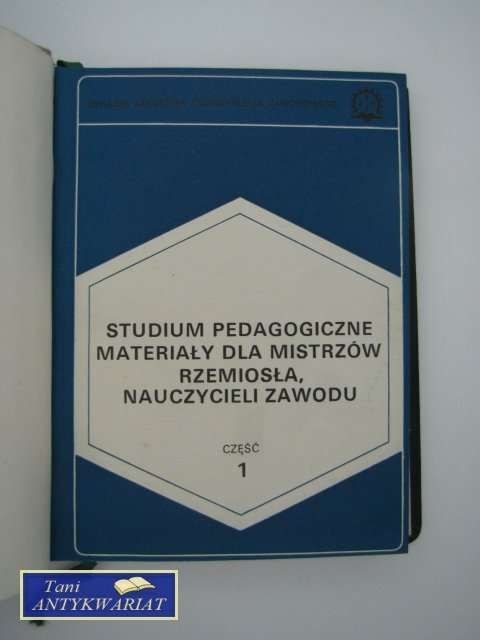 STUDIUM PEDAGOGICZNE
MATERIAŁY DLA MISTRZÓW
RZEMIOSŁA,
NAUCZYCIELI ZAWODU
CZĘŚĆ
1
Tani
ANTYKWARIAT